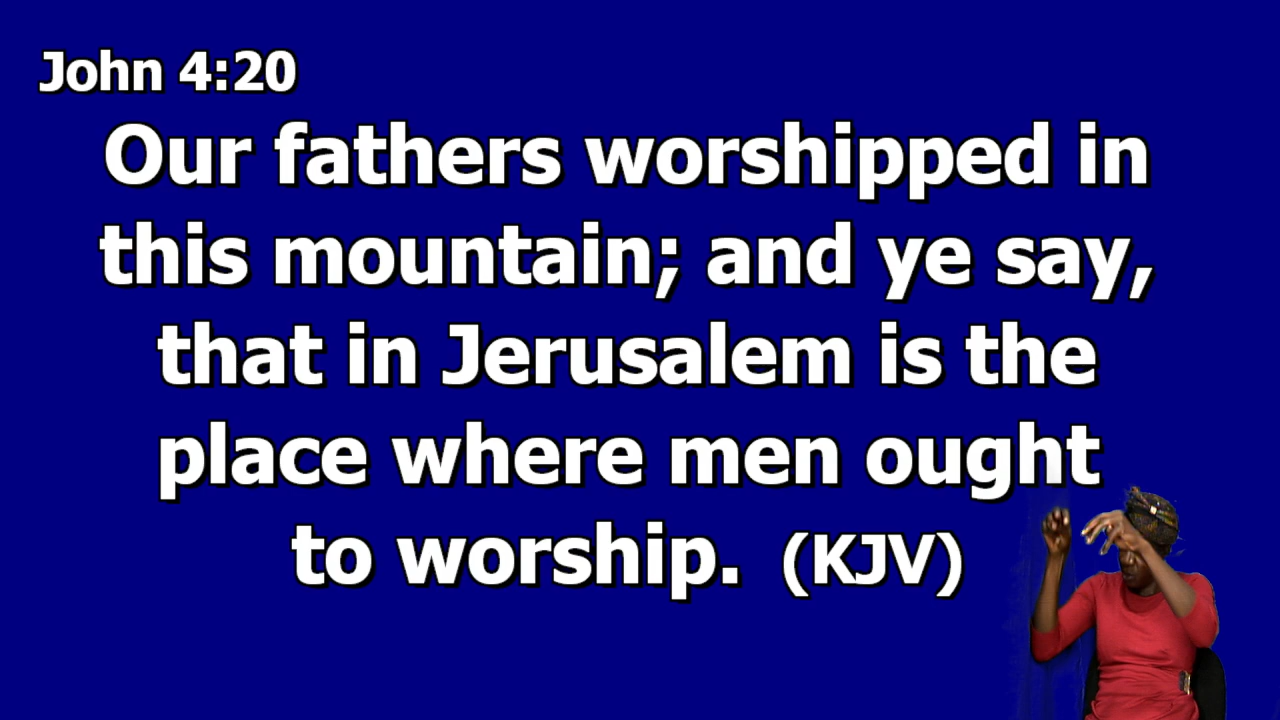 John 4:20
Our fathers worshipped in
this mountain; and ye say,
that in Jerusalem is the
place where men ought
to worship. (KJV)